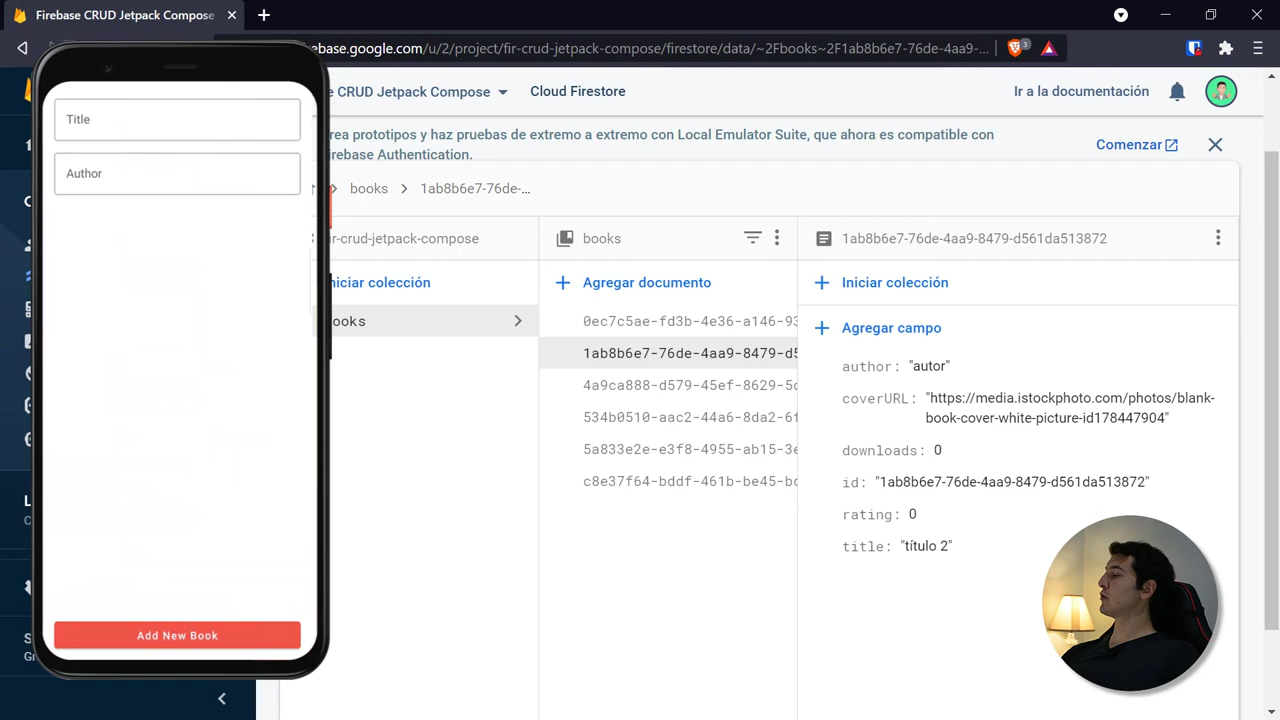 Firebase CRUD Jetpack Compose
ebase.google.com/u/2/project/fir-crud-jetpack-compose/firestore/data/~2Fbooks~2F1ab8b6e7-76de-4aa9-...
3
e CRUD Jetpack Compose
Cloud Firestore
Ir a la documentación
rea prototipos y haz pruebas de extremo a extremo con Local Emulator Suite, que ahora es compatible con
irebase Authentication.
Comenzar
books
1ab8b6e7-76de-...
ir-crud-jetpack-compose
books
1ab8b6e7-76de-4aa9-8479-d561da513872
niciar colección
Agregar documento
Iniciar colección
ooks
0ec7c5ae-fd3b-4e36-a146-93
1ab8b6e7-76de-4aa9-8479-d5
4a9ca888-d579-45ef-8629-5
534b0510-aac2-44a6-8da2-6f
5a833e2e-e3f8-4955-ab15-3e
c8e37f64-bddf-461b-be45-b
Agregar campo
author: "autor"
coverURL: "https://media.istockphoto.com/photos/blank-
book-cover-white-picture-id178447904"
downloads: 0
id: "1ab8b6e7-76de-4aa9-8479-d561da513872"
rating: 0
title: "título 2"
Title
Author
Add New Book